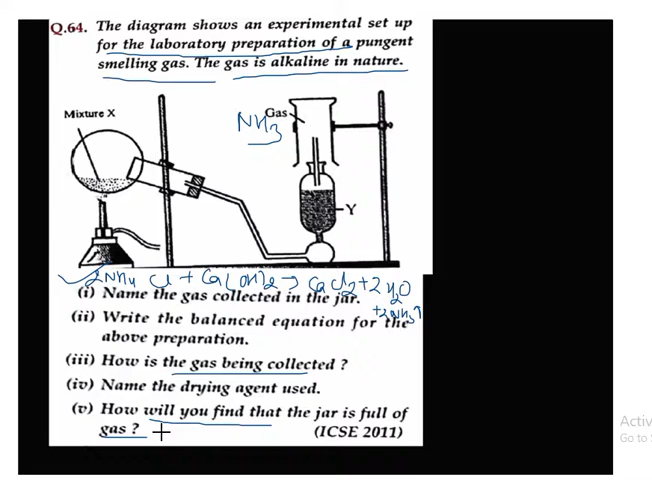 Q.64. The diagram shows an experimental set up
for the laboratory preparation of a pungent
smelling gas. The gas is alkaline in nature.
Mixture X
Gas
NH3
Y
2NH4Cl + Ca(OH)2 → CaCl2 + 2H2O
+2NH3↑
(i) Name the gas collected in the jar.
(ii) Write the balanced equation for the
above preparation.
(iii) How is the gas being collected ?
(iv) Name the drying agent used.
(v) How will you find that the jar is full of
gas ? (ICSE 2011)
Activ
Go to S